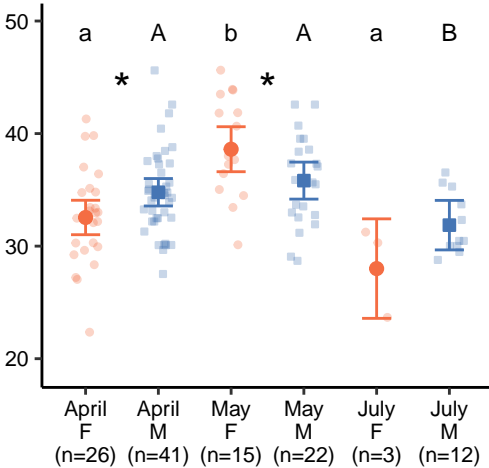 50
a A b A a B
* *
40
30
20
April April May May July July
F M F M F M
(n=26) (n=41) (n=15) (n=22) (n=3) (n=12)